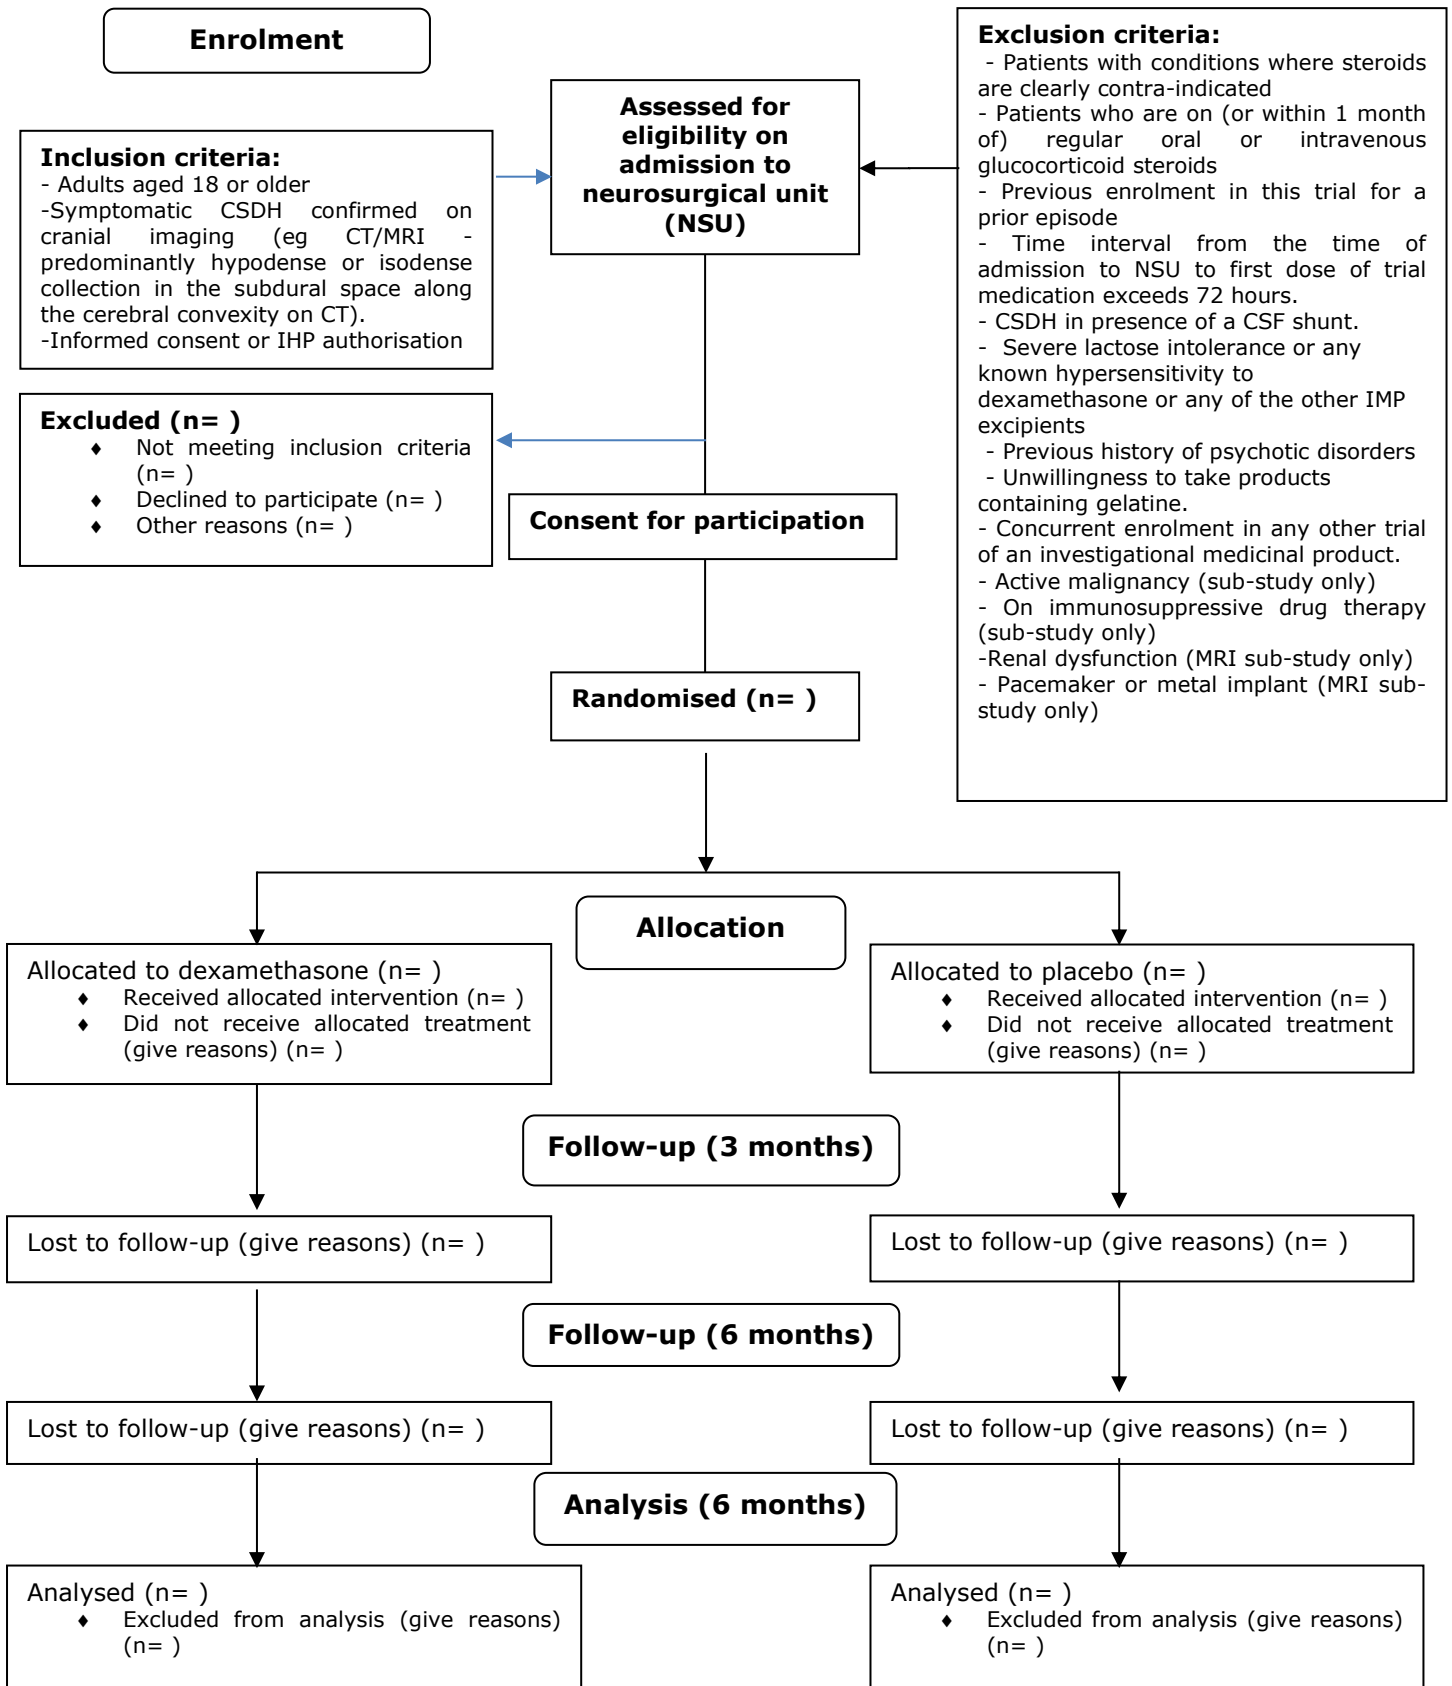 Enrolment
Assessed for
eligibility on
admission to
neurosurgical unit
(NSU)
Inclusion criteria:
- Adults aged 18 or older
-Symptomatic CSDH confirmed on
cranial imaging (eg CT/MRI -
predominantly hypodense or isodense
collection in the subdural space along
the cerebral convexity on CT).
-Informed consent or IHP authorisation
Exclusion criteria:
- Patients with conditions where steroids
are clearly contra-indicated
- Patients who are on (or within 1 month
of) regular oral or intravenous
glucocorticoid steroids
- Previous enrolment in this trial for a
prior episode
- Time interval from the time of
admission to NSU to first dose of trial
medication exceeds 72 hours.
- CSDH in presence of a CSF shunt.
- Severe lactose intolerance or any
known hypersensitivity to
dexamethasone or any of the other IMP
excipients
- Previous history of psychotic disorders
- Unwillingness to take products
containing gelatine.
- Concurrent enrolment in any other trial
of an investigational medicinal product.
- Active malignancy (sub-study only)
- On immunosuppressive drug therapy
(sub-study only)
-Renal dysfunction (MRI sub-study only)
- Pacemaker or metal implant (MRI sub-
study only)
Excluded (n= )
♦ Not meeting inclusion criteria
(n= )
♦ Declined to participate (n= )
♦ Other reasons (n= )
Consent for participation
Randomised (n= )
Allocation
Allocated to dexamethasone (n= )
♦ Received allocated intervention (n= )
♦ Did not receive allocated treatment
(give reasons) (n= )
Allocated to placebo (n= )
♦ Received allocated intervention (n= )
♦ Did not receive allocated treatment
(give reasons) (n= )
Follow-up (3 months)
Lost to follow-up (give reasons) (n= )
Lost to follow-up (give reasons) (n= )
Follow-up (6 months)
Lost to follow-up (give reasons) (n= )
Lost to follow-up (give reasons) (n= )
Analysis (6 months)
Analysed (n= )
♦ Excluded from analysis (give reasons)
(n= )
Analysed (n= )
♦ Excluded from analysis (give reasons)
(n= )